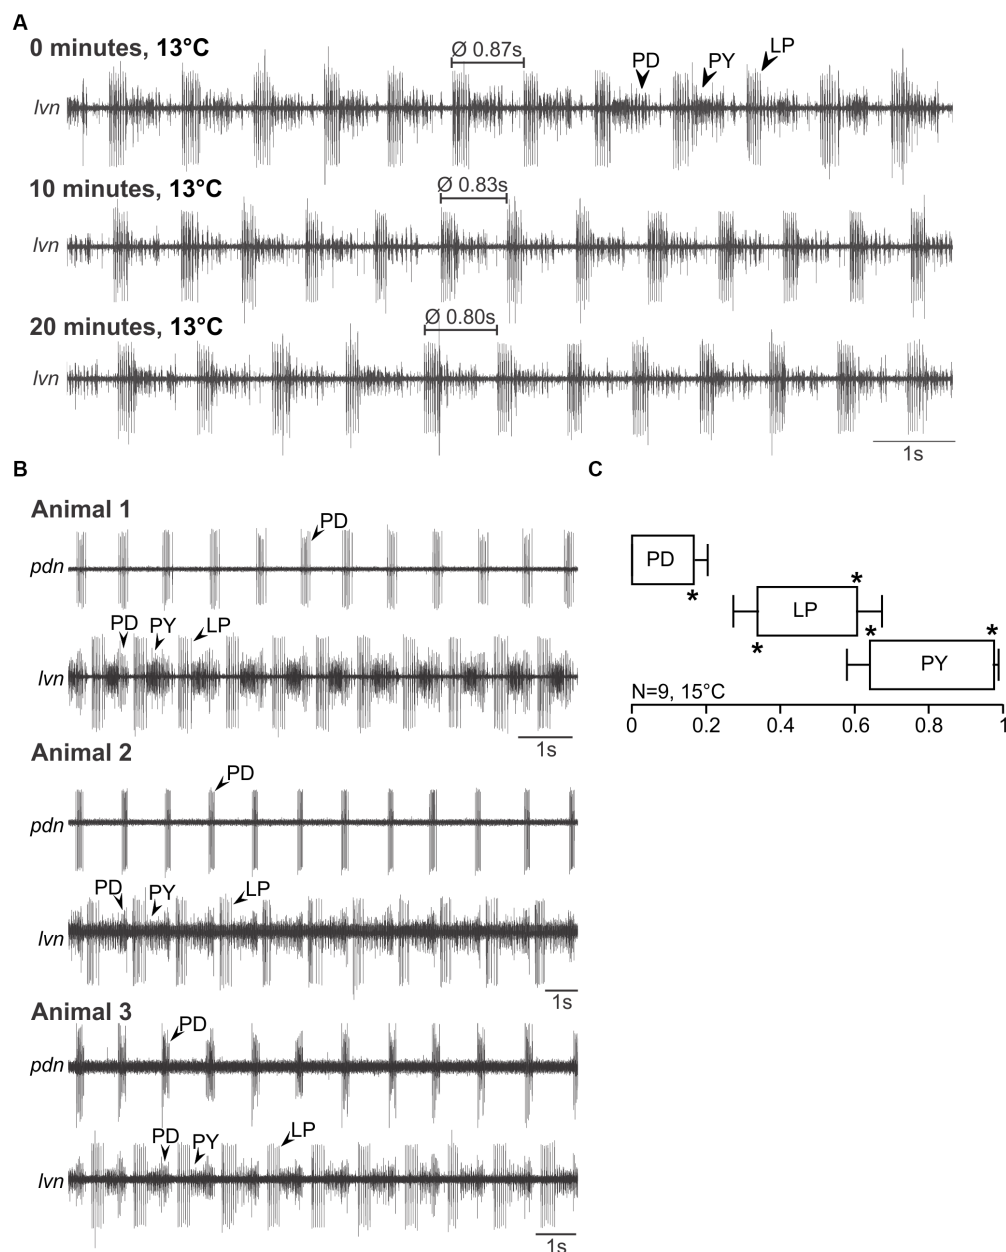 A
0 minutes, 13°C
Ø 0.87s
PD
PY
LP
lvn
10 minutes, 13°C
Ø 0.83s
lvn
20 minutes, 13°C
Ø 0.80s
lvn
1s
B
Animal 1
PD
pdn
PD
PY
LP
lvn
1s
Animal 2
PD
pdn
PD
PY
LP
lvn
1s
Animal 3
PD
pdn
PD
PY
LP
lvn
1s
C
PD
*
*
LP
*
*
*
PY
N=9, 15°C
0 0.2 0.4 0.6 0.8 1